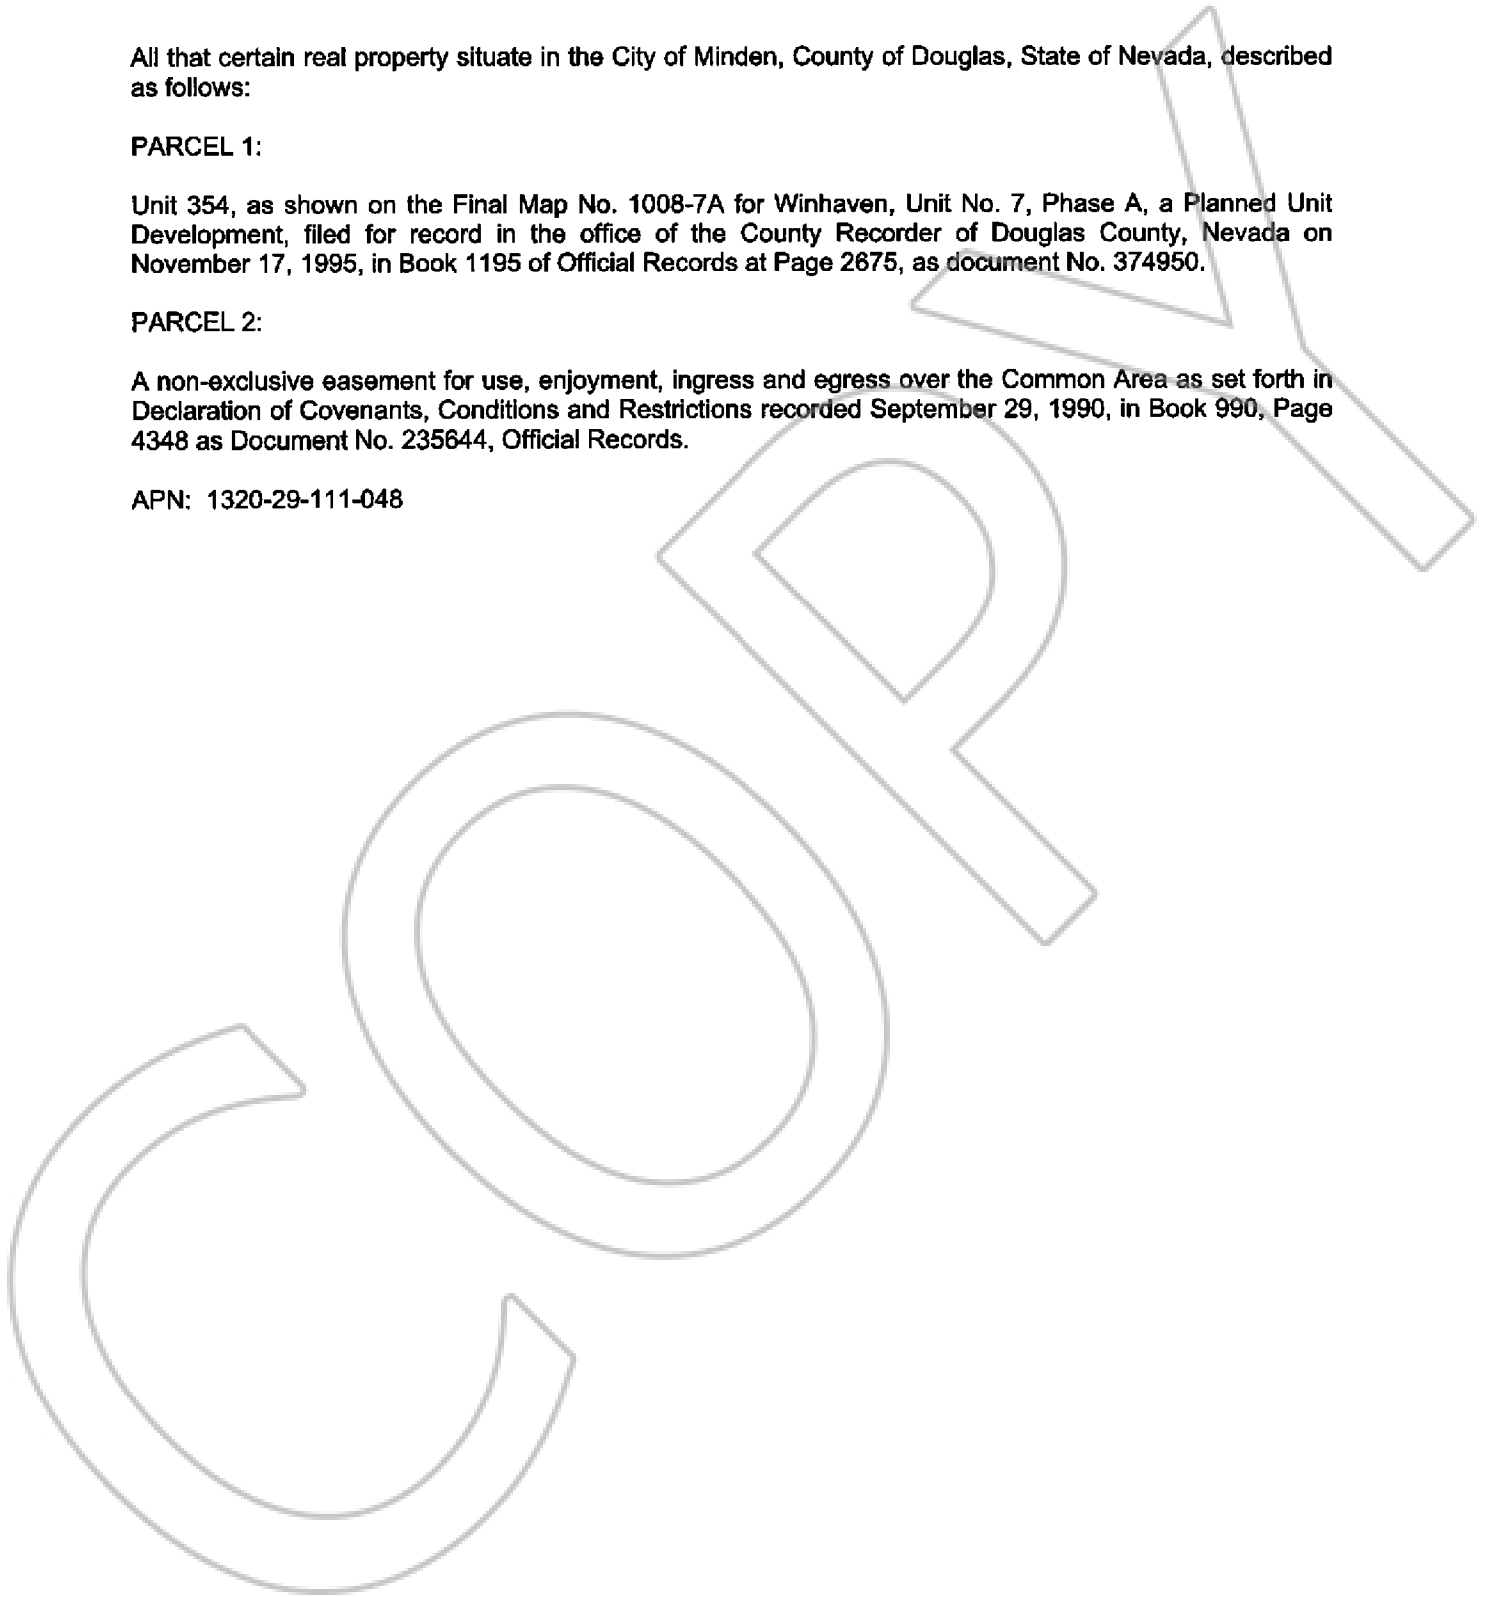 All that certain real property situate in the City of Minden, County of Douglas, State of Nevada, described
as follows:
PARCEL 1:
Unit 354, as shown on the Final Map No. 1008-7A for Winhaven, Unit No. 7, Phase A, a Planned Unit
Development, filed for record in the office of the County Recorder of Douglas County, Nevada on
November 17, 1995, in Book 1195 of Official Records at Page 2675, as document No. 374950.
PARCEL 2:
A non-exclusive easement for use, enjoyment, ingress and egress over the Common Area as set forth in
Declaration of Covenants, Conditions and Restrictions recorded September 29, 1990, in Book 990, Page
4348 as Document No. 235644, Official Records.
APN: 1320-29-111-048
COPY